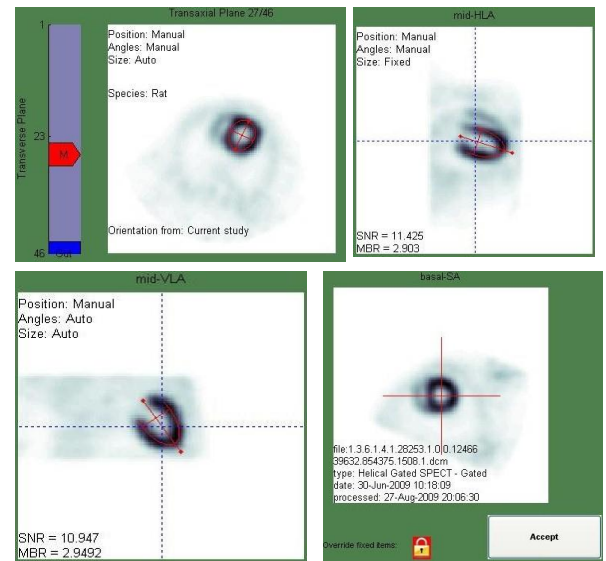 Transaxial Plane 27/46
1
Position: Manual
Angles: Manual
Size: Auto
Species: Rat
Transverse Plane
23
M
Orientation from: Current study
46
mid-HLA
Position: Manual
Angles: Manual
Size: Fixed
SNR = 11.425
MBR = 2.903
mid-VLA
Position: Manual
Angles: Auto
Size: Auto
SNR = 10.947
MBR = 2.9492
basal-SA
file:1.3.6.1.4.1.28253.1.0.0.12466
39632.854375.1508.1.dcm
type: Helical Gated SPECT - Gated
date: 30-Jun-2009 10:18:09
processed: 27-Aug-2009 20:06:30
Override fixed items:
Accept